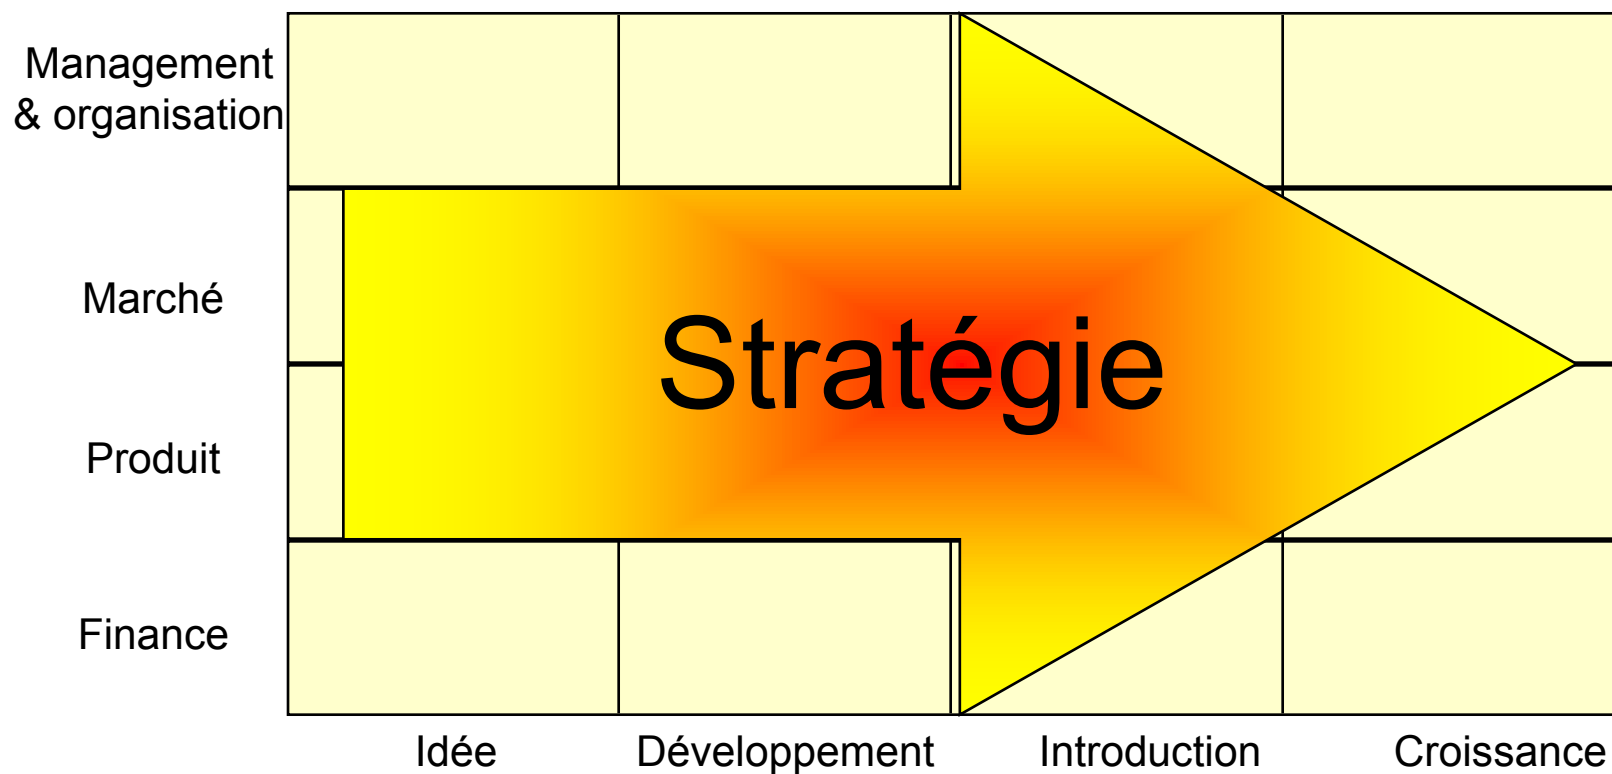 Management
& organisation
Marché
Stratégie
Produit
Finance
Idée
Développement
Introduction
Croissance